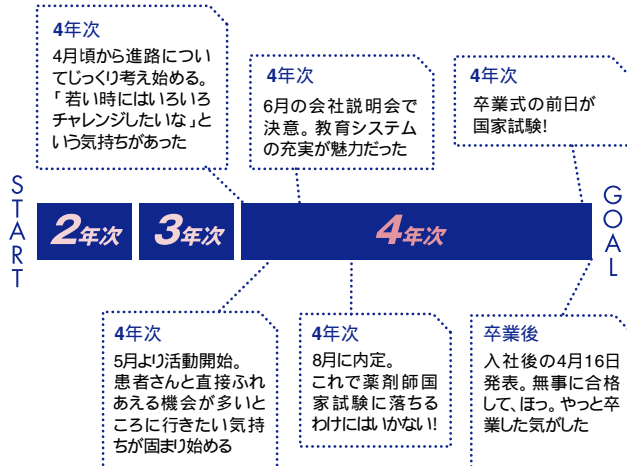 4年次
4月頃から進路につい
てじっくり考え始める。
「若い時にはいろいろ
チャレンジしたいな」と
いう気持ちがあった
4年次
6月の会社説明会で
決意。教育システム
の充実が魅力だった
4年次
卒業式の前日が
国家試験!
START
2年次
3年次
4年次
GOAL
4年次
5月より活動開始。
患者さんと直接ふれ
あえる機会が多いと
ころに行きたい気持
ちが固まり始める
4年次
8月に内定。
これで薬剤師国
家試験に落ちる
わけにはいかない!
卒業後
入社後の4月16日
発表。無事に合格
して、ほっ。やっと卒
業した気がした